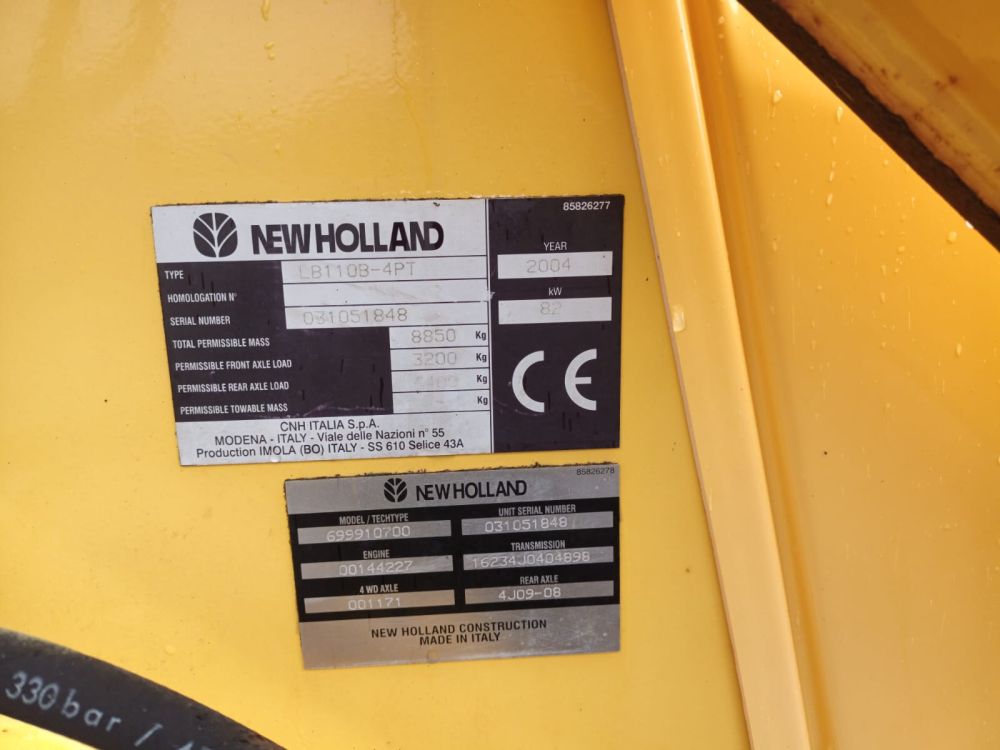 85826277
NEW HOLLAND
YEAR
2004
TYPE LB110B-4PT
kW
82
HOMOLOGATION N°
SERIAL NUMBER 031051848
TOTAL PERMISSIBLE MASS 8850 Kg
PERMISSIBLE FRONT AXLE LOAD 3200 Kg
PERMISSIBLE REAR AXLE LOAD Kg
PERMISSIBLE TOWABLE MASS Kg
CE
CNH ITALIA S.p.A.
MODENA - ITALY - Viale delle Nazioni n° 55
Production IMOLA (BO) ITALY - SS 610 Selice 43A
85826278
NEW HOLLAND
MODEL / TECHTYPE UNIT SERIAL NUMBER
699910700 031051848
ENGINE TRANSMISSION
00144227 16234J0404898
4 WD AXLE REAR AXLE
001171 4J09-08
NEW HOLLAND CONSTRUCTION
MADE IN ITALY
330bar /